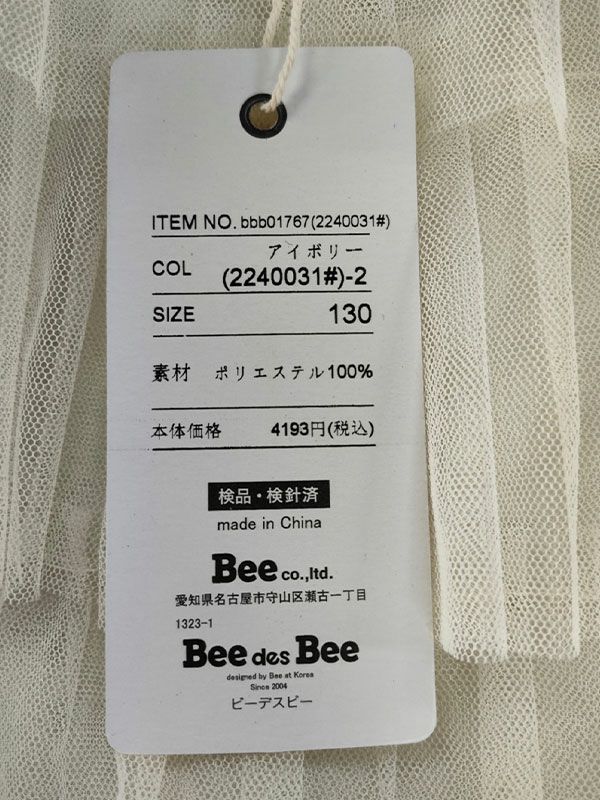 ITEM NO. bbb01767(2240031#)
アイボリー
COL (2240031#)-2
SIZE 130
素材 ポリエステル100%
本体価格 4193円(税込)
検品・検針済
made in China
Bee co.,ltd.
愛知県名古屋市守山区瀬古一丁目
1323-1
Bee des Bee
designed by Bee at Korea
Since 2004
ビーデスビー